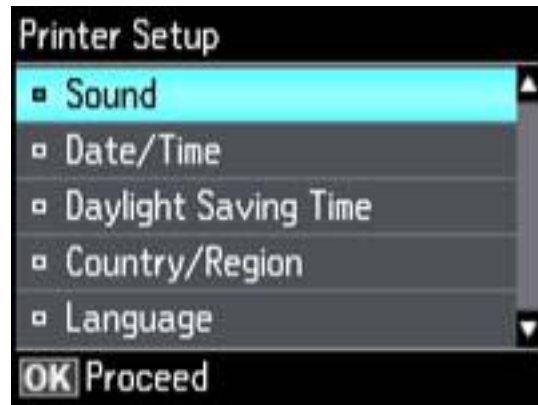 Printer Setup
Sound
Date/Time
Daylight Saving Time
Country/Region
Language
OK Proceed